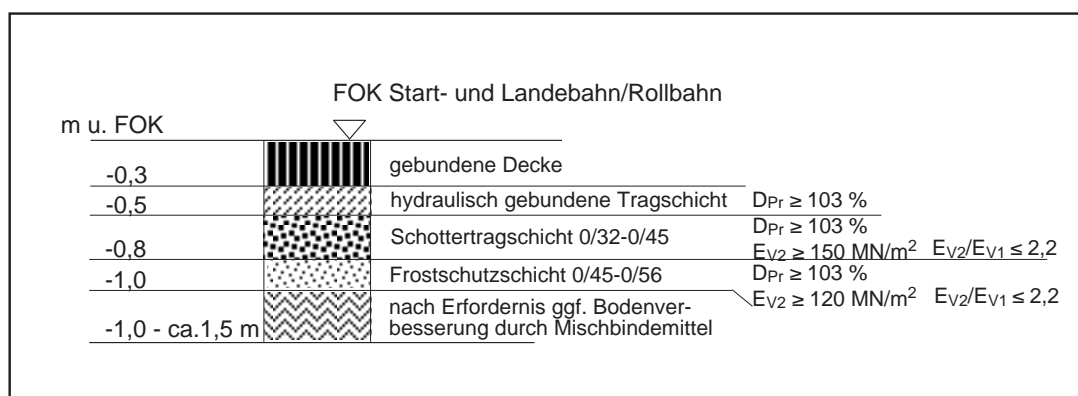 FOK Start- und Landebahn/Rollbahn
m u. FOK
-0,3 gebundene Decke
-0,5 hydraulisch gebundene Tragschicht DPr ≥ 103 %
DPr ≥ 103 %
-0,8 Schottertragschicht 0/32-0/45
EV2 ≥ 150 MN/m² EV2/EV1 ≤ 2,2
-1,0 Frostschutzschicht 0/45-0/56 DPr ≥ 103 %
EV2 ≥ 120 MN/m² EV2/EV1 ≤ 2,2
nach Erfordernis ggf. Bodenver-
-1,0 - ca.1,5 m besserung durch Mischbindemittel